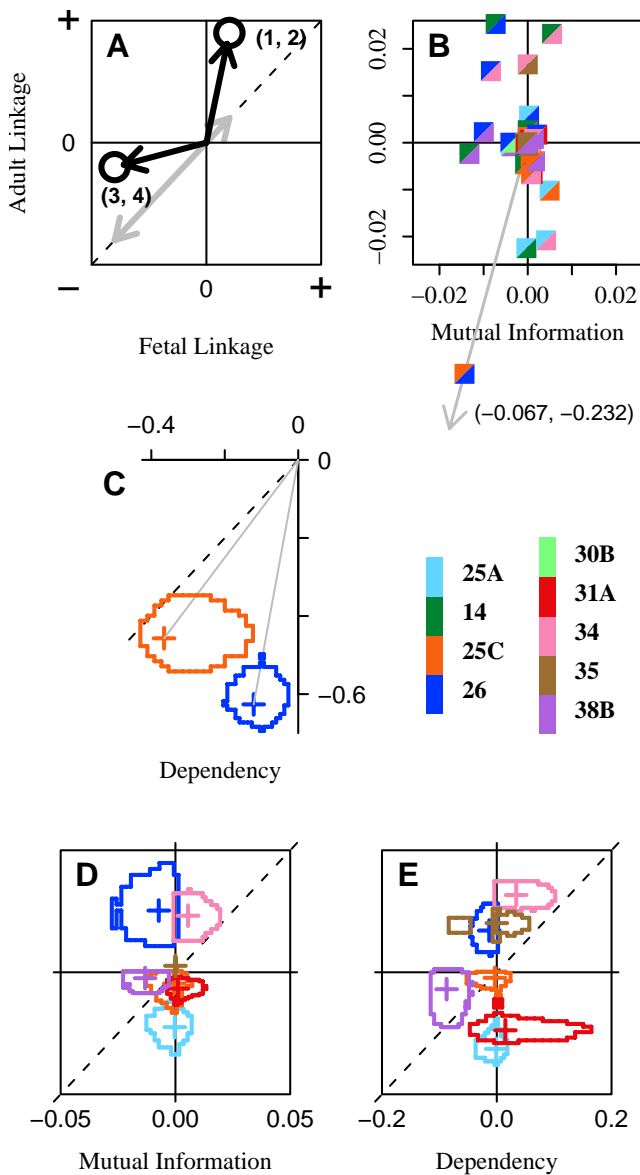 +
A
(1, 2)
Adult Linkage
0
(3, 4)
−
0
+
Fetal Linkage
B
0.02
0.00
−0.02
−0.02
0.00
0.02
Mutual Information
(−0.067, −0.232)
−0.4
0
0
C
−0.6
Dependency
25A
14
25C
26
30B
31A
34
35
38B
D
−0.05
0.00
0.05
Mutual Information
E
−0.2
0.0
0.2
Dependency